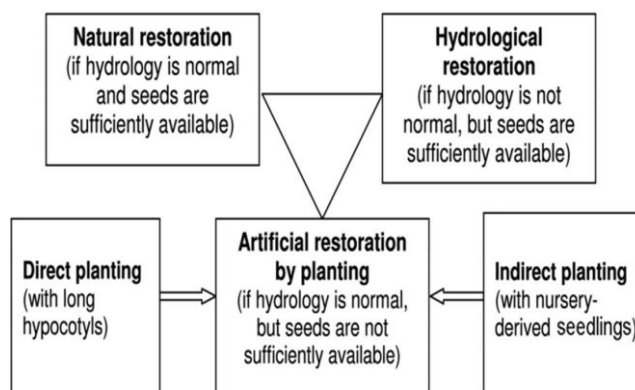 Natural restoration
(if hydrology is normal
and seeds are
sufficiently available)
Hydrological
restoration
(if hydrology is not
normal, but seeds are
sufficiently available)
Direct planting
(with long
hypocotyls)
Artificial restoration
by planting
(if hydrology is normal,
but seeds are not
sufficiently available)
Indirect planting
(with nursery-
derived seedlings)